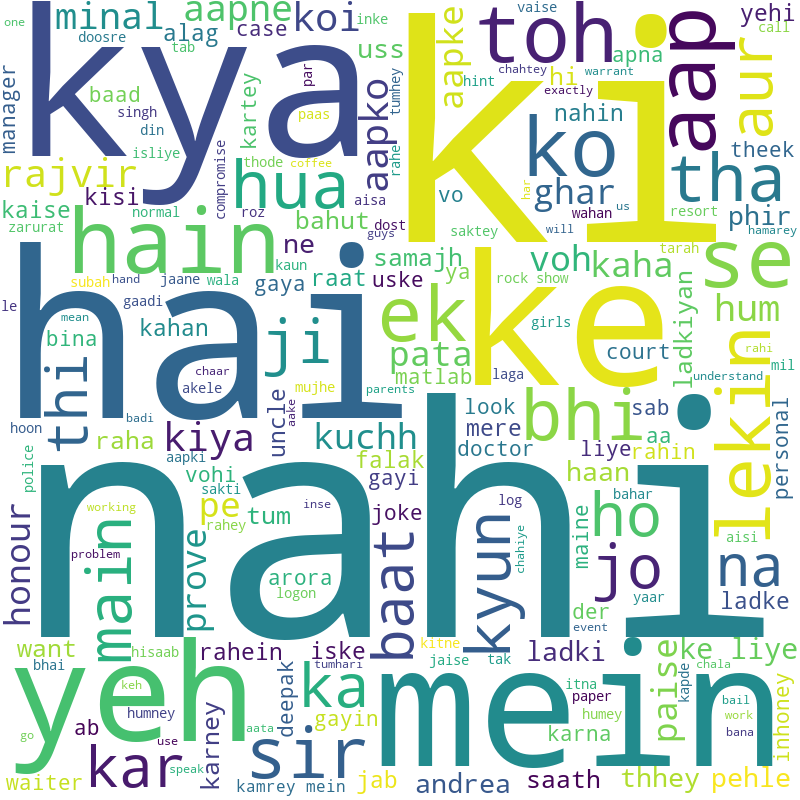 one
minal
aapne
koi
inke
vaise
yehi
doosre
alag
case
uss
toh
aap
call
tab
kya
ki
aapke
apna
aur
manager
baad
par
chahtey
hi
warrant
singh
kartey
paas
aapko
tumhey
hint
exactly
nahin
din
isliye
compromise
rahe
ko
theek
rajvir
thode
coffee
hua
tha
kaise
kisi
aisa
vo
ghar
har
us
resort
phir
zarurat
normal
roz
bahut
dost
wahan
hamarey
hain
ne
guys
saktey
will
tarah
kaun
samajh
voh
kaha
se
subah
hand
jaane
wala
gaya
raat
uske
ya
rock show
le
hai
gaadi
ek
ke
ladkiyan
hum
mean
kahan
ji
pata
girls
court
lekin
rahi
bina
thi
chaar
akele
mujhe
matlab
laga
mil
understand
parents
hoon
badi
aake
uncle
kuchh
look
mere
bhi
sab
personal
raha
kiya
doctor
liye
aa
rahin
police
aapki
vohi
falak
gayi
haan
nahi
sakti
inse
pe
rahey
tum
joke
log
bahar
working
honour
main
prove
baat
kyun
chahiye
maine
ho
aisi
problem
arora
logon
jo
yaar
na
ladke
der
event
want
hisaab
rahein
iske
kitne
ladki
ke liye
bhai
yeh
tumhari
jaise
tak
mein
kapde
chala
keh
ka
deepak
itna
paise
inhoney
humney
gayin
paper
humey
bail
go
ab
use
karney
aata
sir
karna
work
bana
waiter
kar
speak
kamrey mein
jab
andrea
saath
thhey
pehle